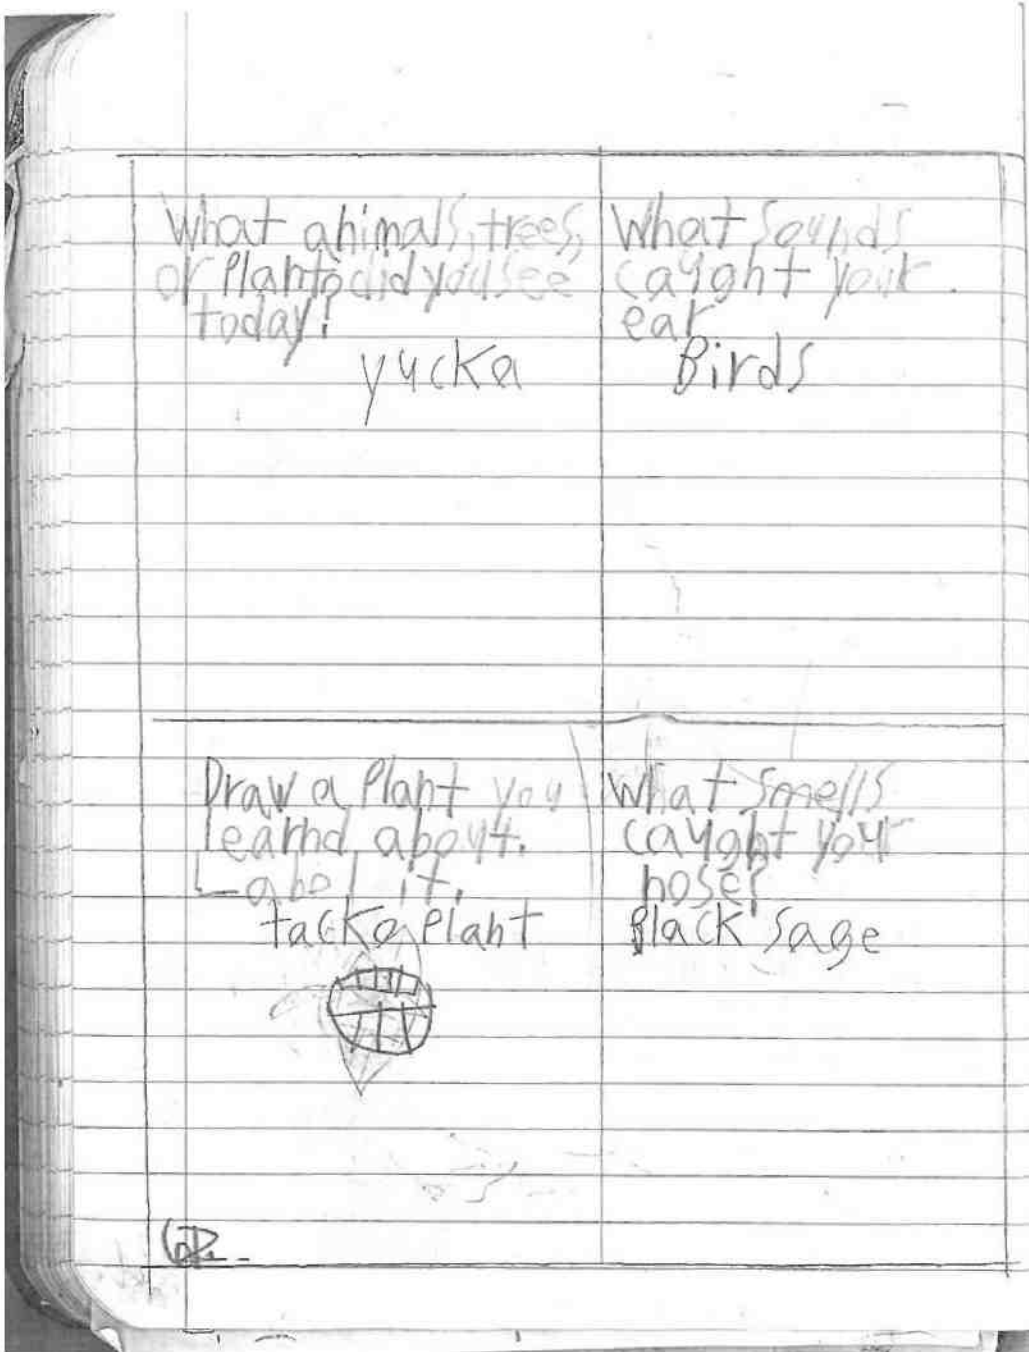 What animals, trees,
or Plants did you see
today?
yucka
What sounds
caught your
ear
Birds
Draw a Plant you
learnd about.
Label it.
tacko Plant
What smells
caught your
nose?
Black sage